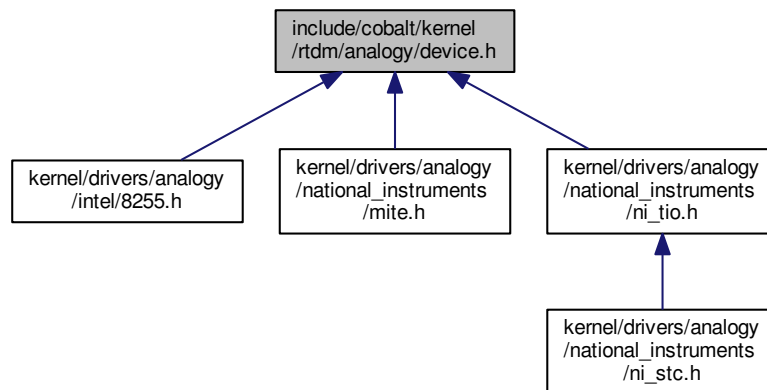 include/cobalt/kernel
/rtdm/analogy/device.h
kernel/drivers/analogy
/intel/8255.h
kernel/drivers/analogy
/national_instruments
/mite.h
kernel/drivers/analogy
/national_instruments
/ni_tio.h
kernel/drivers/analogy
/national_instruments
/ni_stc.h